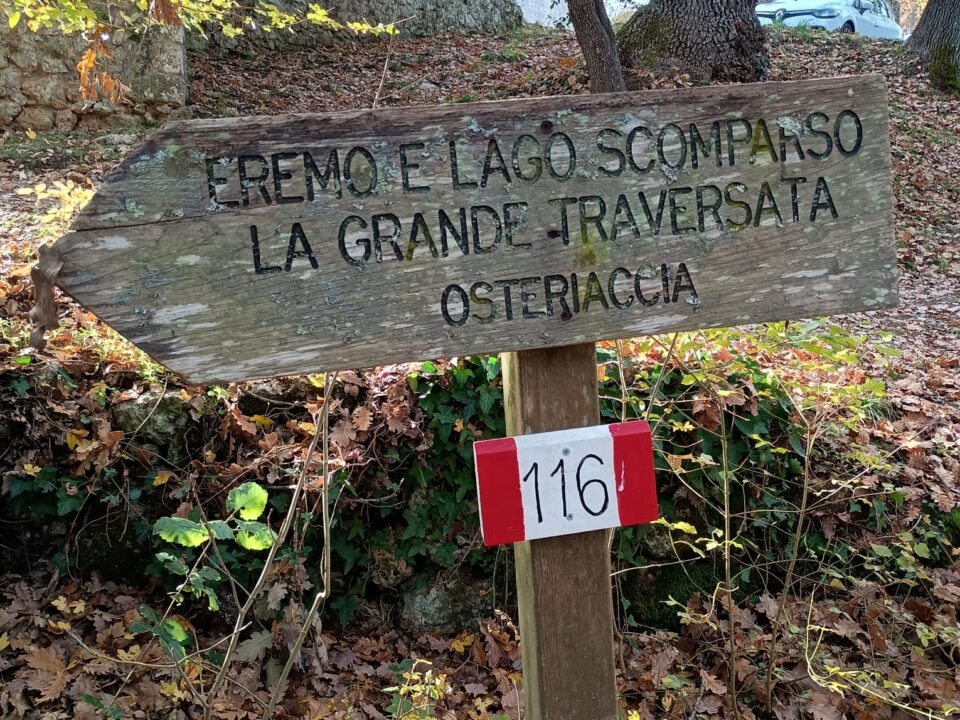 EREMO E LAGO SCOMPARSO
LA GRANDE TRAVERSATA
OSTERIACCIA
116